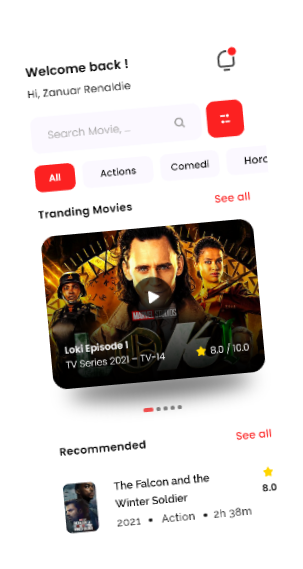 Welcome back !
Hi, Zanuar Renaldie
Search Movie, ...
All Actions Comedi Horo
Tranding Movies See all
MARVEL STUDIOS
LOKI
Loki Episode 1
TV Series 2021 – TV-14 8.0 / 10.0
Recommended See all
The Falcon and the
Winter Soldier
8.0
2021 • Action • 2h 38m